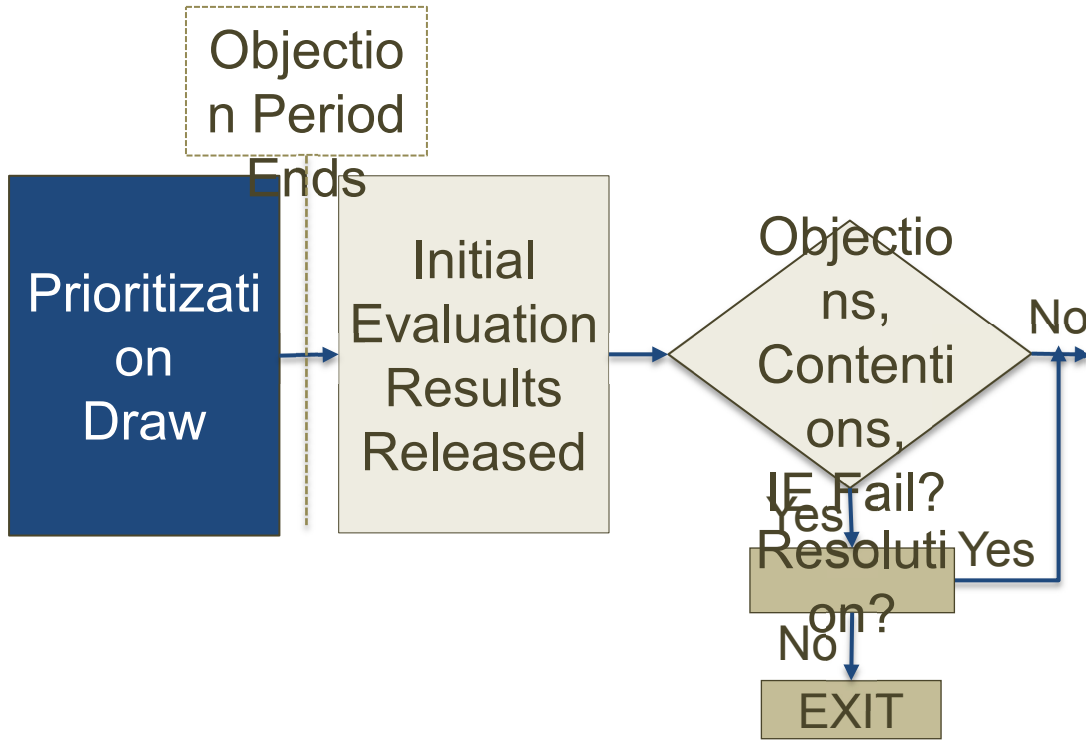 Objectio
n Period
Ends
Prioritizati
on
Draw
Initial
Evaluation
Results
Released
Objectio
ns,
Contenti
ons,
IE Fail?
No
Yes
Resoluti
on?
Yes
No
EXIT